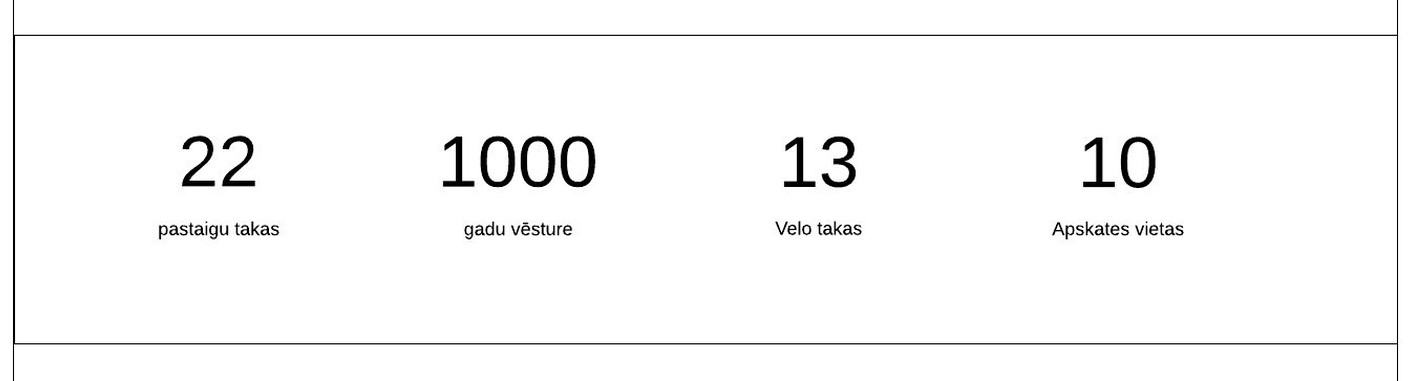 22
1000
13
10
pastaigu takas
gadu vēsture
Velo takas
Apskates vietas